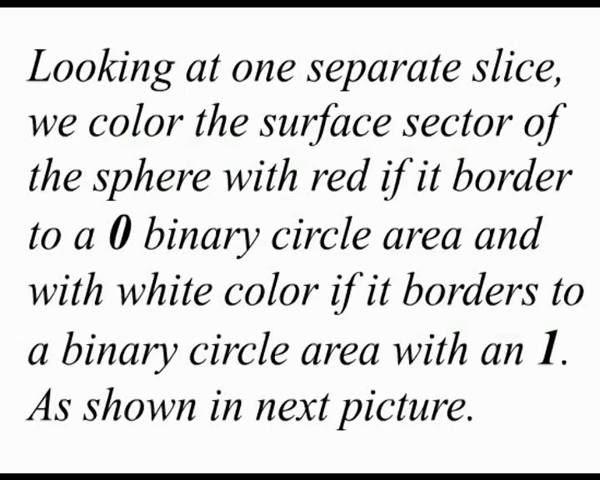 Looking at one separate slice,
we color the surface sector of
the sphere with red if it border
to a 0 binary circle area and
with white color if it borders to
a binary circle area with an 1.
As shown in next picture.